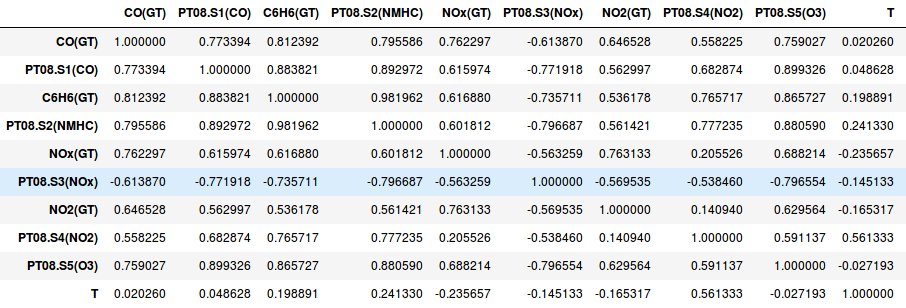 CO(GT) PT08.S1(CO) C6H6(GT) PT08.S2(NMHC) NOx(GT) PT08.S3(NOx) NO2(GT) PT08.S4(NO2) PT08.S5(O3) T
CO(GT) 1.000000 0.773394 0.812392 0.795586 0.762297 -0.613870 0.646528 0.558225 0.759027 0.020260
PT08.S1(CO) 0.773394 1.000000 0.883821 0.892972 0.615974 -0.771918 0.562997 0.682874 0.899326 0.048628
C6H6(GT) 0.812392 0.883821 1.000000 0.981962 0.616880 -0.735711 0.536178 0.765717 0.865727 0.198891
PT08.S2(NMHC) 0.795586 0.892972 0.981962 1.000000 0.601812 -0.796687 0.561421 0.777235 0.880590 0.241330
NOx(GT) 0.762297 0.615974 0.616880 0.601812 1.000000 -0.563259 0.763133 0.205526 0.688214 -0.235657
PT08.S3(NOx) -0.613870 -0.771918 -0.735711 -0.796687 -0.563259 1.000000 -0.569535 -0.538460 -0.796554 -0.145133
NO2(GT) 0.646528 0.562997 0.536178 0.561421 0.763133 -0.569535 1.000000 0.140940 0.629564 -0.165317
PT08.S4(NO2) 0.558225 0.682874 0.765717 0.777235 0.205526 -0.538460 0.140940 1.000000 0.591137 0.561333
PT08.S5(O3) 0.759027 0.899326 0.865727 0.880590 0.688214 -0.796554 0.629564 0.591137 1.000000 -0.027193
T 0.020260 0.048628 0.198891 0.241330 -0.235657 -0.145133 -0.165317 0.561333 -0.027193 1.000000